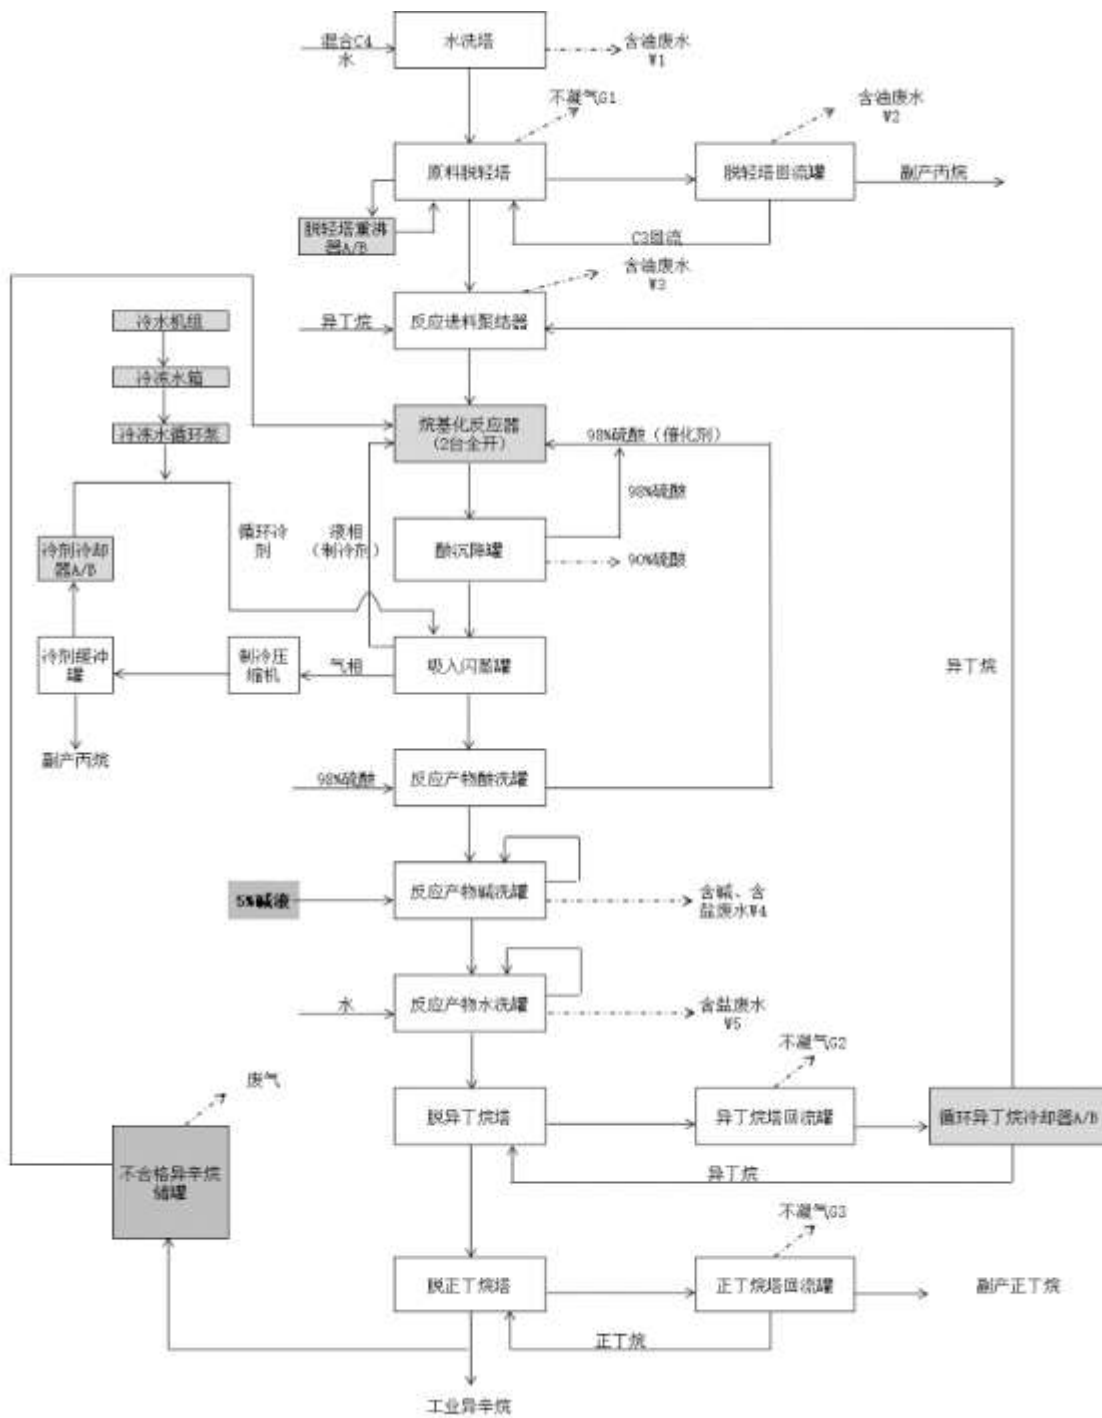 混合C4
水
水洗塔
含油废水
W1
不凝气G1
含油废水
W2
原料脱轻塔
脱轻塔回流罐
副产丙烷
脱轻塔重沸
器A/B
C3回流
含油废水
W3
冷水机组
异丁烷
反应进料聚结器
冷冻水箱
冷冻水循环泵
烷基化反应器
(2台全开)
98%硫酸（催化剂）
98%硫酸
循环冷
剂
液相
（制冷剂）
冷剂冷却
器A/B
酸沉降罐
90%硫酸
冷剂缓冲
罐
制冷压
缩机
气相
吸入闪蒸罐
异丁烷
副产丙烷
98%硫酸
反应产物酸洗罐
5%碱液
反应产物碱洗罐
含碱、含
盐废水W4
水
反应产物水洗罐
含盐废水
W5
不凝气G2
废气
脱异丁烷塔
异丁烷塔回流罐
循环异丁烷冷却器A/B
不合格异辛烷
储罐
异丁烷
不凝气G3
脱正丁烷塔
正丁烷塔回流罐
副产正丁烷
正丁烷
工业异辛烷